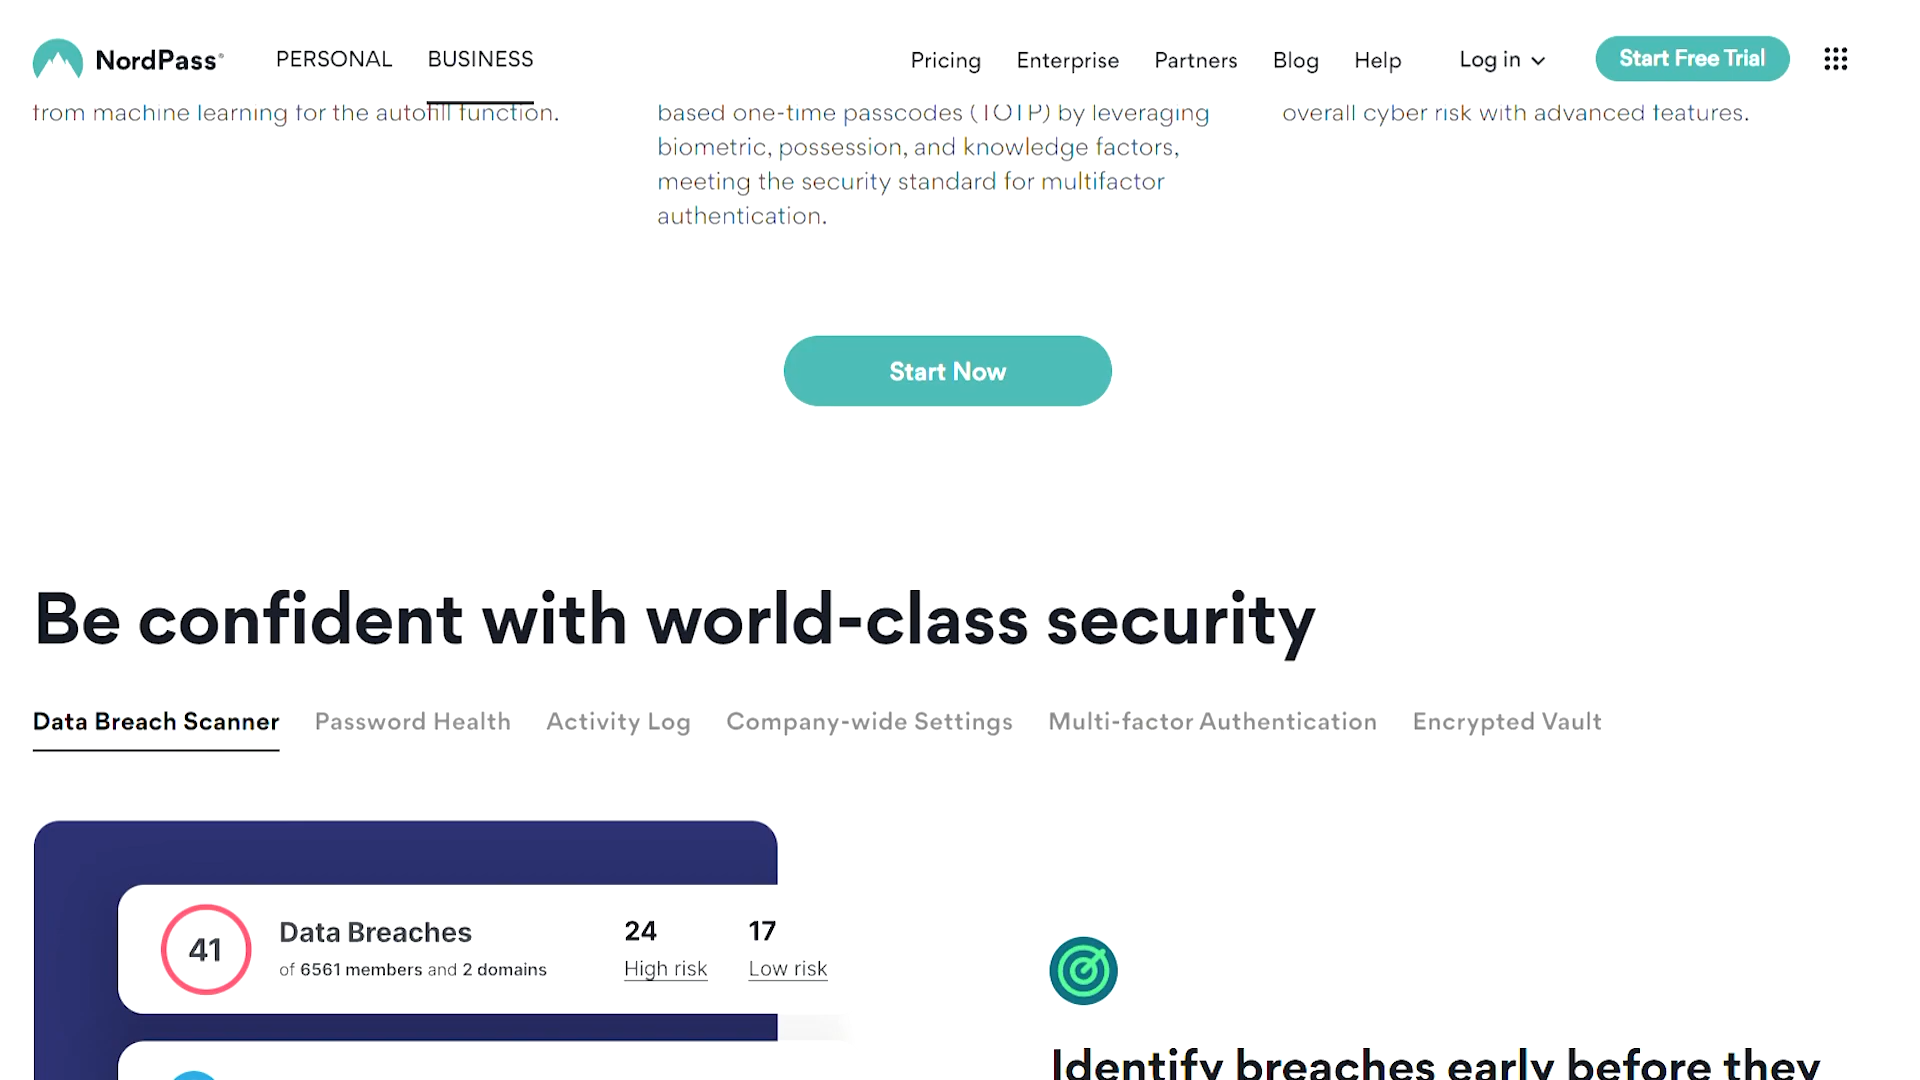 NordPass®
PERSONAL
BUSINESS
Pricing
Enterprise
Partners
Blog
Help
Log in
Start Free Trial
from machine learning for the autofill function.
based one-time passcodes (TOTP) by leveraging
biometric, possession, and knowledge factors,
meeting the security standard for multifactor
authentication.
overall cyber risk with advanced features.
Start Now
Be confident with world-class security
Data Breach Scanner
Password Health
Activity Log
Company-wide Settings
Multi-factor Authentication
Encrypted Vault
41
Data Breaches
of 6561 members and 2 domains
24
High risk
17
Low risk
Identify breaches early before they